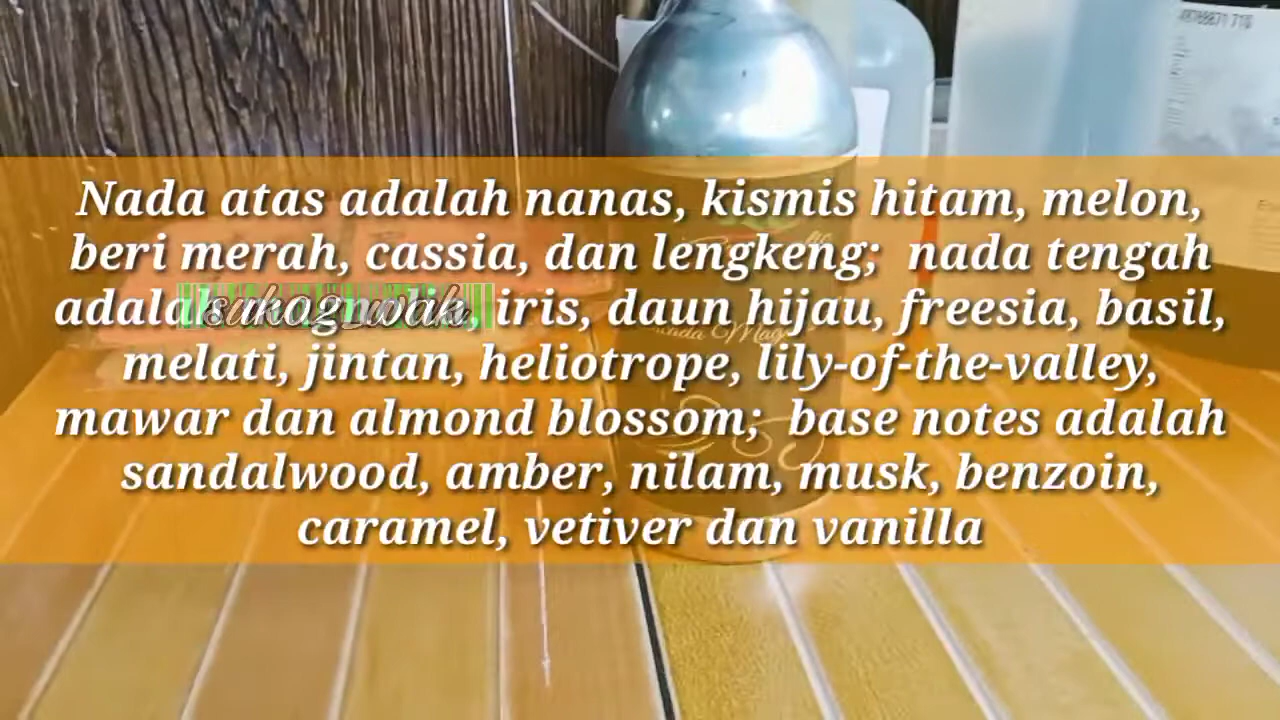 Nada atas adalah nanas, kismis hitam, melon,
beri merah, cassia, dan lengkeng; nada tengah
iris, daun hijau, freesia, basil,
melati, jintan, heliotrope, lily-of-the-valley,
mawar dan almond blossom; base notes adalah
sandalwood, amber, nilam, musk, benzoin,
caramel, vetiver dan vanilla